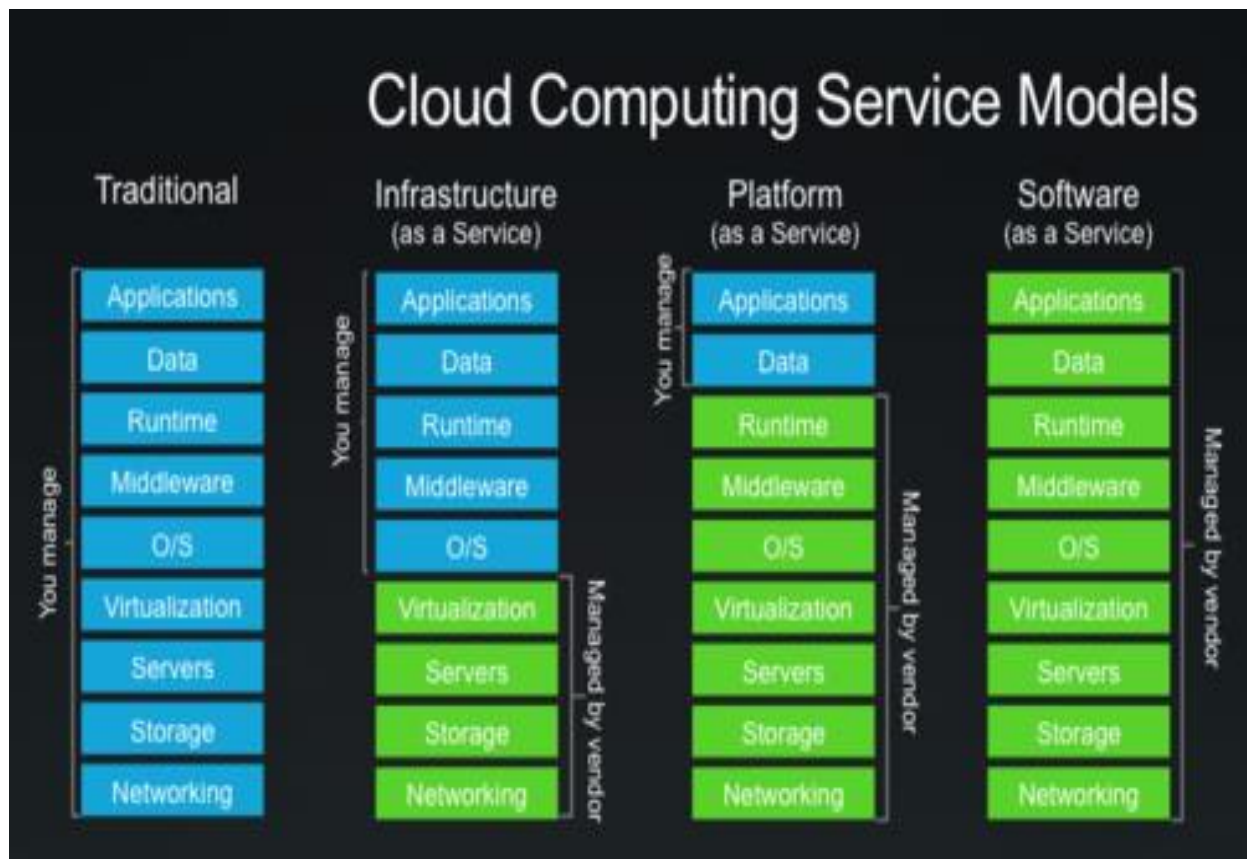 Cloud Computing Service Models
Traditional
You manage
Applications
Data
Runtime
Middleware
O/S
Virtualization
Servers
Storage
Networking
Infrastructure
(as a Service)
You manage
Applications
Data
Runtime
Middleware
O/S
Virtualization
Servers
Storage
Networking
Managed by vendor
Platform
(as a Service)
You manage
Applications
Data
Runtime
Middleware
O/S
Virtualization
Servers
Storage
Networking
Managed by vendor
Software
(as a Service)
Applications
Data
Runtime
Middleware
O/S
Virtualization
Servers
Storage
Networking
Managed by vendor